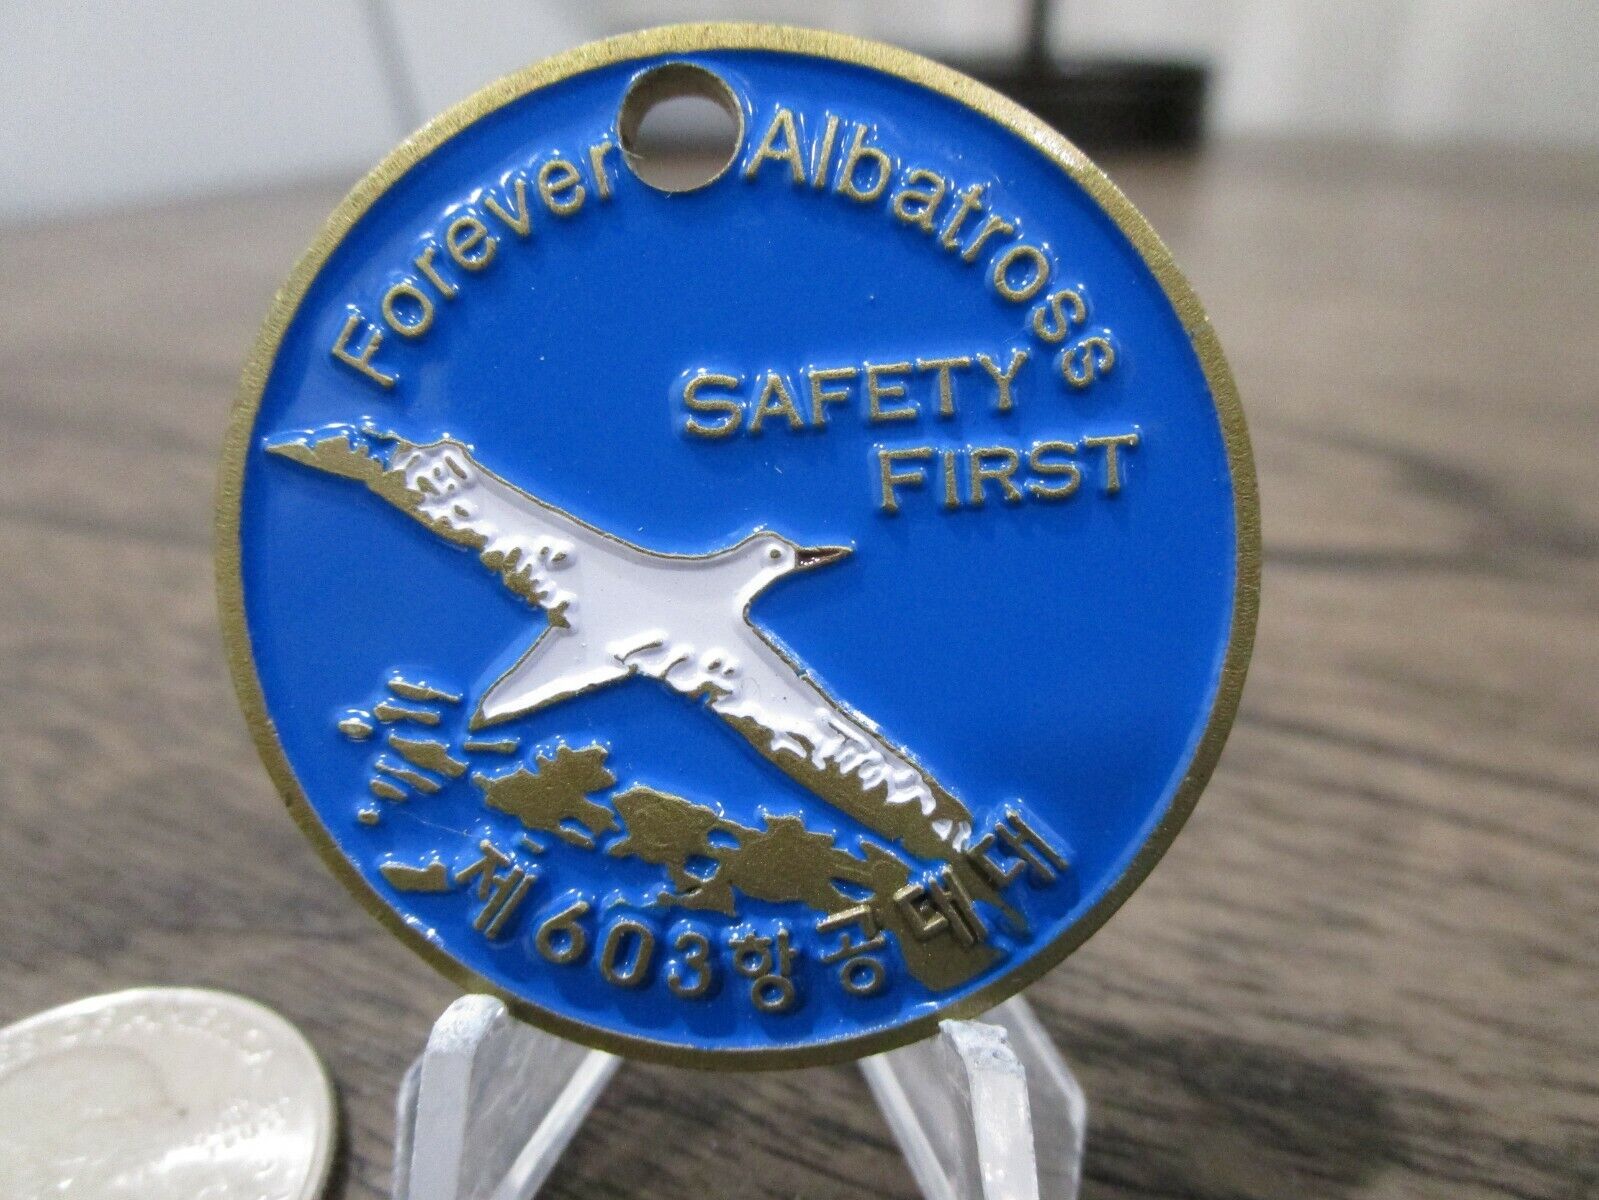 Forever Albatross
SAFETY
FIRST
제603항공대대